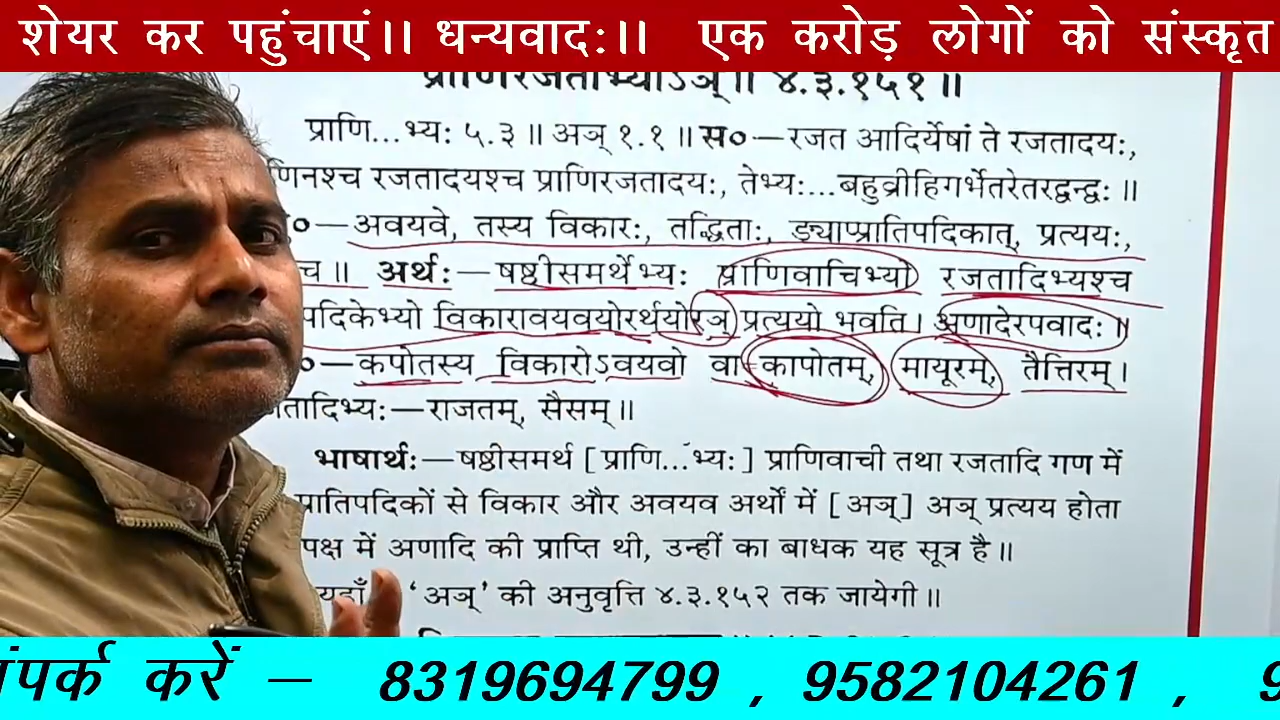 शेयर कर पहुंचाएं।। धन्यवाद:।। एक करोड़ लोगों को संस्कृत
प्राणिरजताभ्योऽञ् ॥ ४.३.१५१ ॥
प्राणि...भ्य: ५.३ ॥ अञ् १.१ ॥ स०—रजत आदिर्येषां ते रजतादय:,
णिनश्च रजतादयश्च प्राणिरजतादय:, तेभ्य:...बहुव्रीहिगर्भेतरेतरद्वन्द्व: ॥
०—अवयवे, तस्य विकार:, तद्धिता:, ङ्याप्प्रातिपदिकात्, प्रत्यय:,
च ॥ अर्थ:—षष्ठीसमर्थेभ्य: प्राणिवाचिभ्यो रजतादिभ्यश्च
पदिकेभ्यो विकारावयवयोरर्थयोरञ् प्रत्ययो भवति। अणादेरपवाद: ॥
०—कपोतस्य विकारोऽवयवो वा कापोतम्, मायूरम्, तैत्तिरम्।
तादिभ्य:—राजतम्, सैसम् ॥
भाषार्थ:—षष्ठीसमर्थ [ प्राणि...भ्य: ] प्राणिवाची तथा रजतादि गण में
प्रातिपदिकों से विकार और अवयव अर्थों में [ अञ् ] अञ् प्रत्यय होता
पक्ष में अणादि की प्राप्ति थी, उन्हीं का बाधक यह सूत्र है ॥
यहाँ 'अञ्' की अनुवृत्ति ४.३.१५२ तक जायेगी ॥
संपर्क करें – 8319694799 , 9582104261 , 9